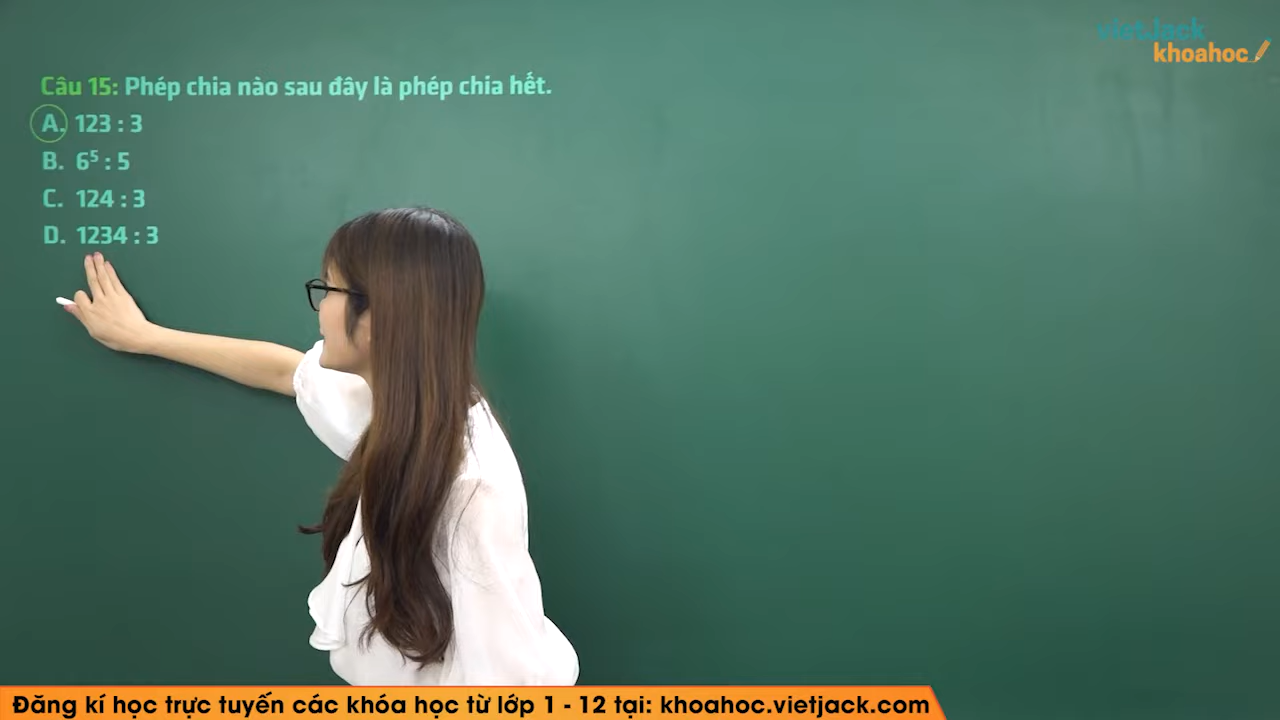 vietJack
khoahoc
Câu 15: Phép chia nào sau đây là phép chia hết.
A. 123 : 3
B. 6⁵ : 5
C. 124 : 3
D. 1234 : 3
Đăng kí học trực tuyến các khóa học từ lớp 1 - 12 tại: khoahoc.vietjack.com